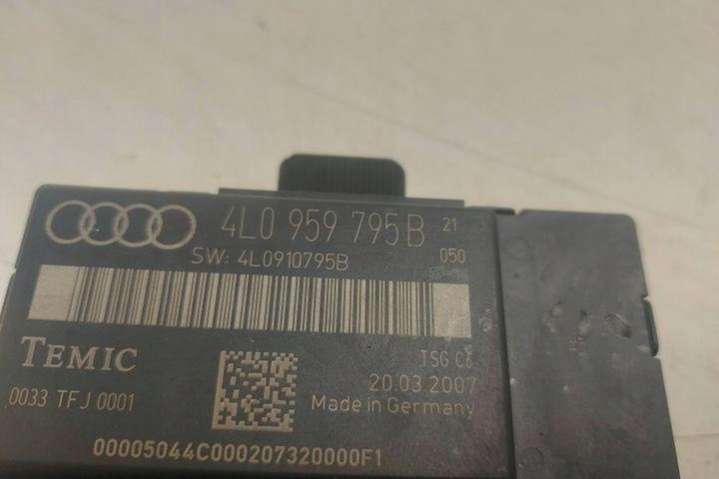 4L0 959 795 B 21
SW: 4L0910795B 050
TEMIC TSG C6
20.03.2007
0033 TFJ 0001 Made in Germany
00005044C000207320000F1